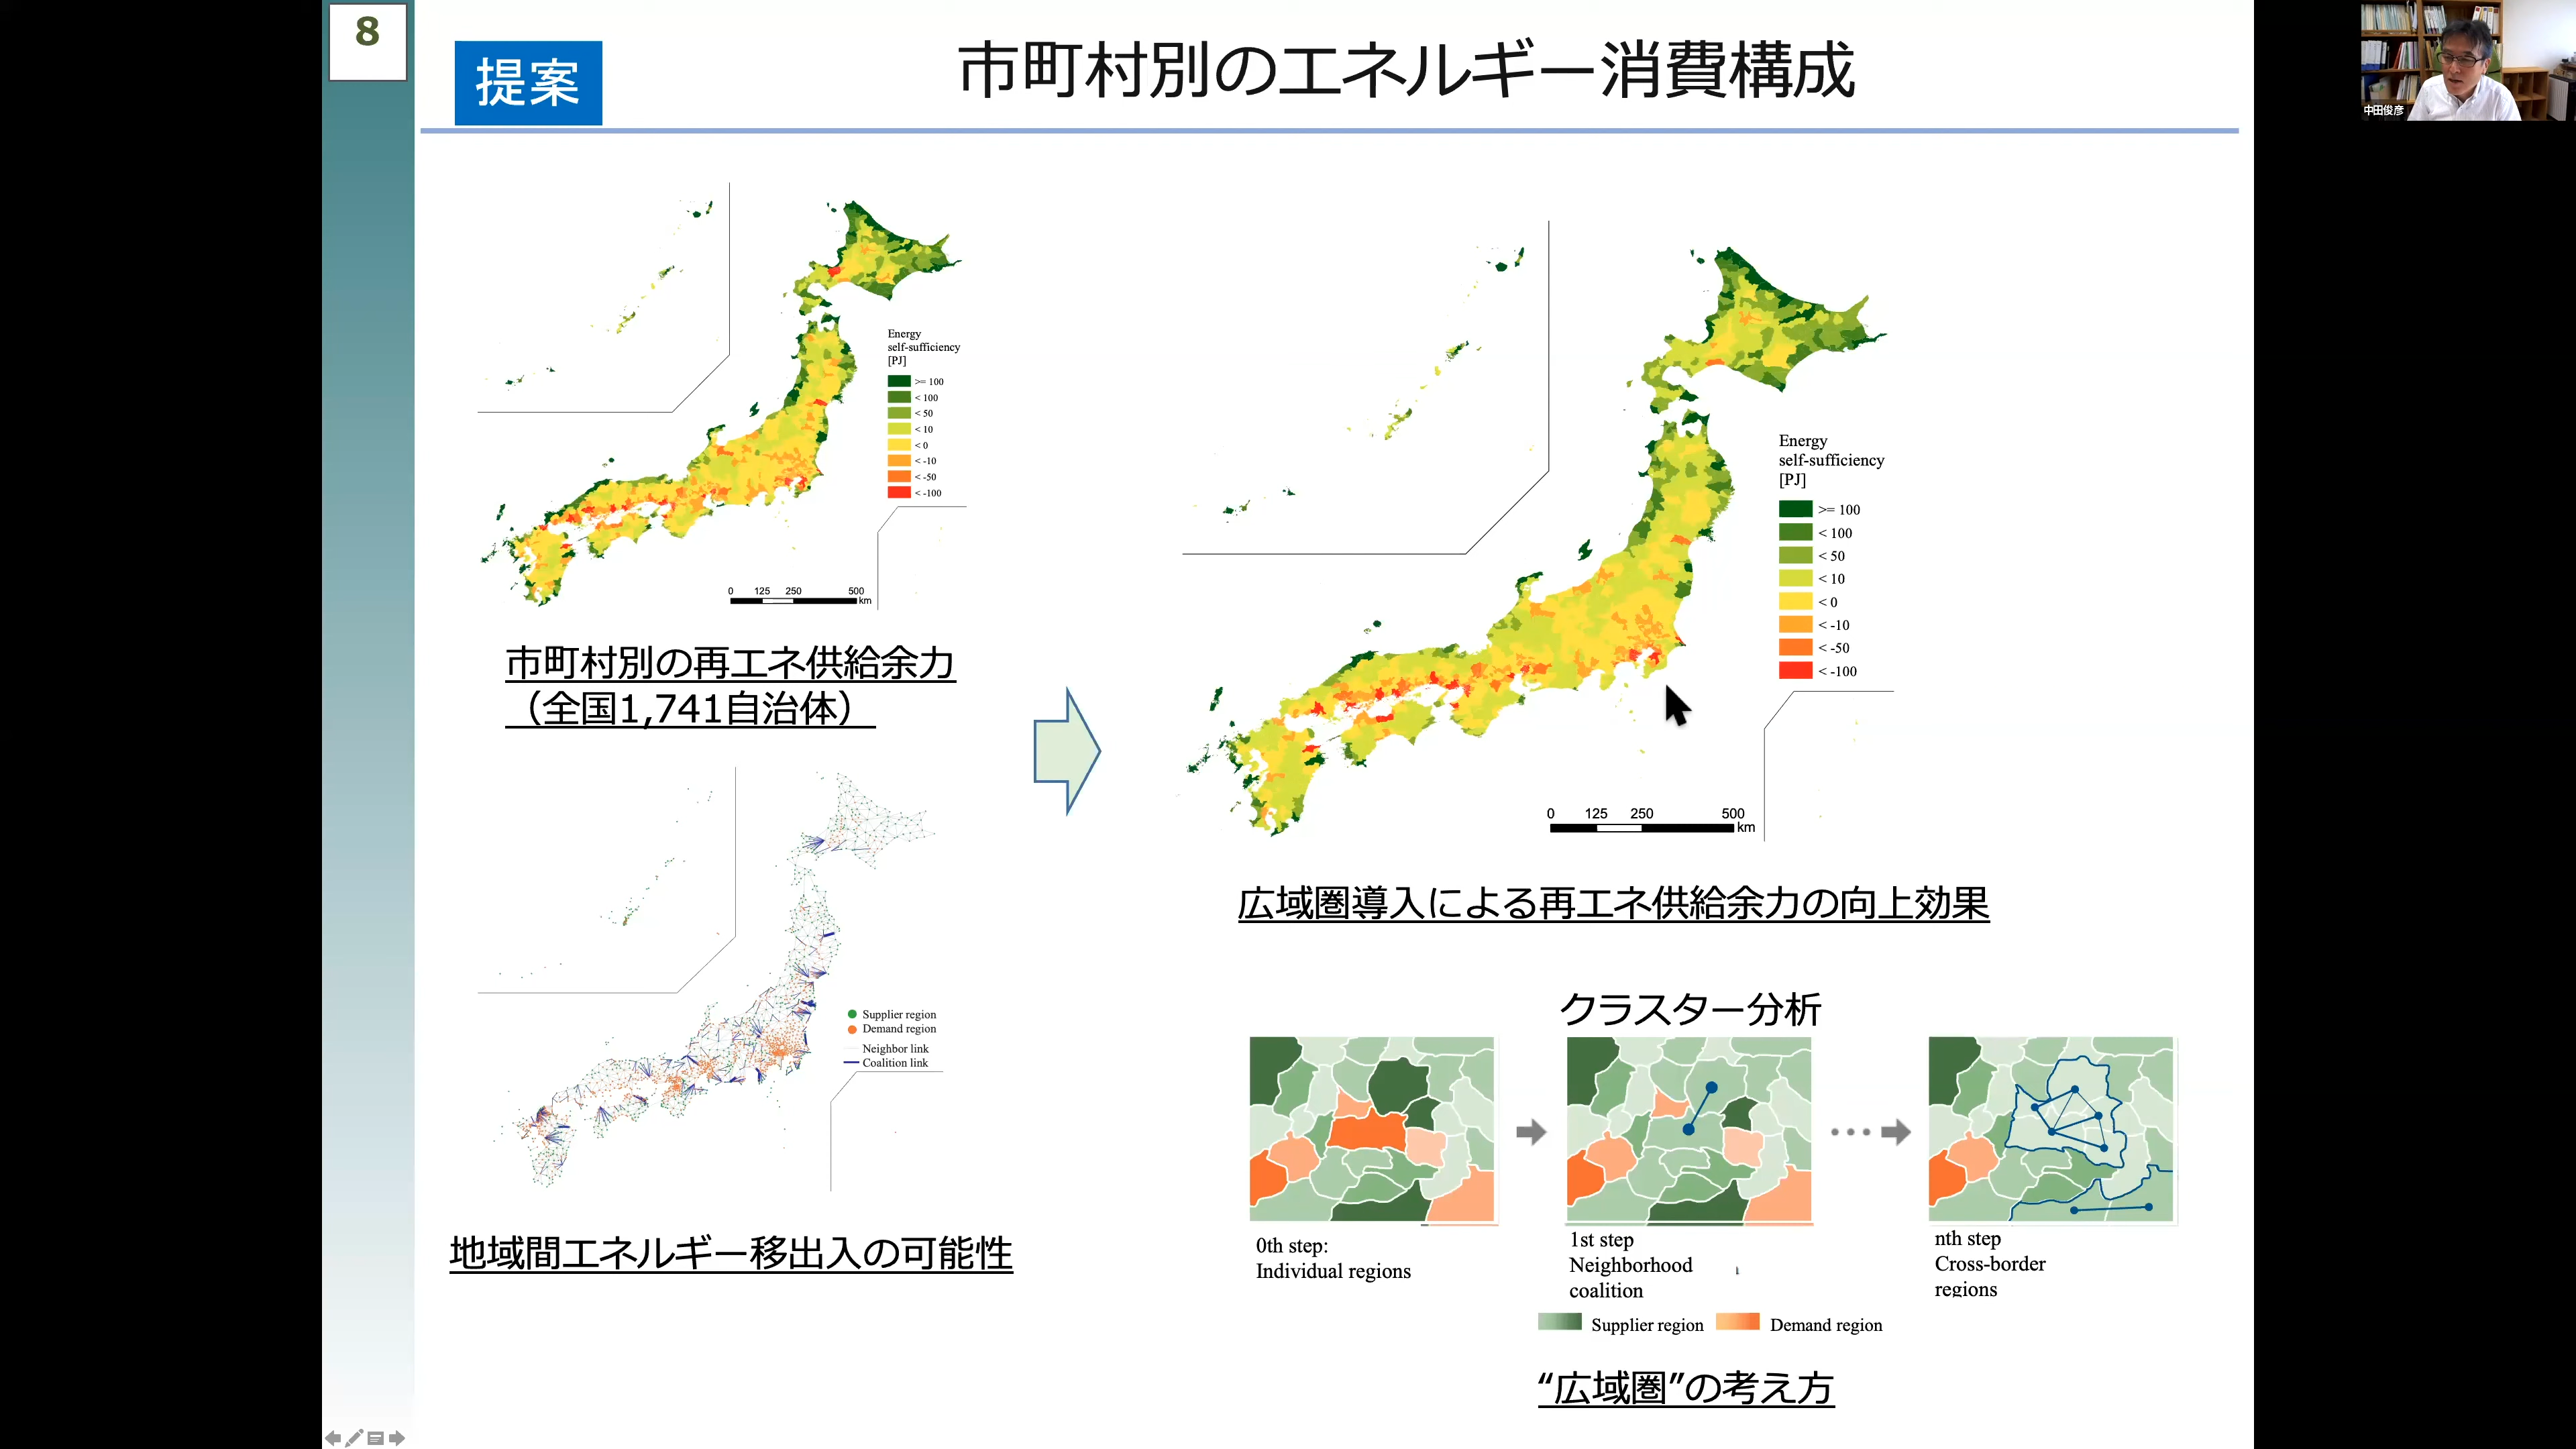 8
提案
市町村別のエネルギー消費構成
中田俊彦
Energy
self-sufficiency
[PJ]
>= 100
< 100
< 50
< 10
< 0
< -10
< -50
< -100
0 125 250 500
km
市町村別の再エネ供給余力
（全国1,741自治体）
Energy
self-sufficiency
[PJ]
>= 100
< 100
< 50
< 10
< 0
< -10
< -50
< -100
0 125 250 500
km
広域圏導入による再エネ供給余力の向上効果
Supplier region
Demand region
Neighbor link
Coalition link
地域間エネルギー移出入の可能性
クラスター分析
0th step:
Individual regions
1st step
Neighborhood
coalition
nth step
Cross-border
regions
Supplier region Demand region
“広域圏”の考え方